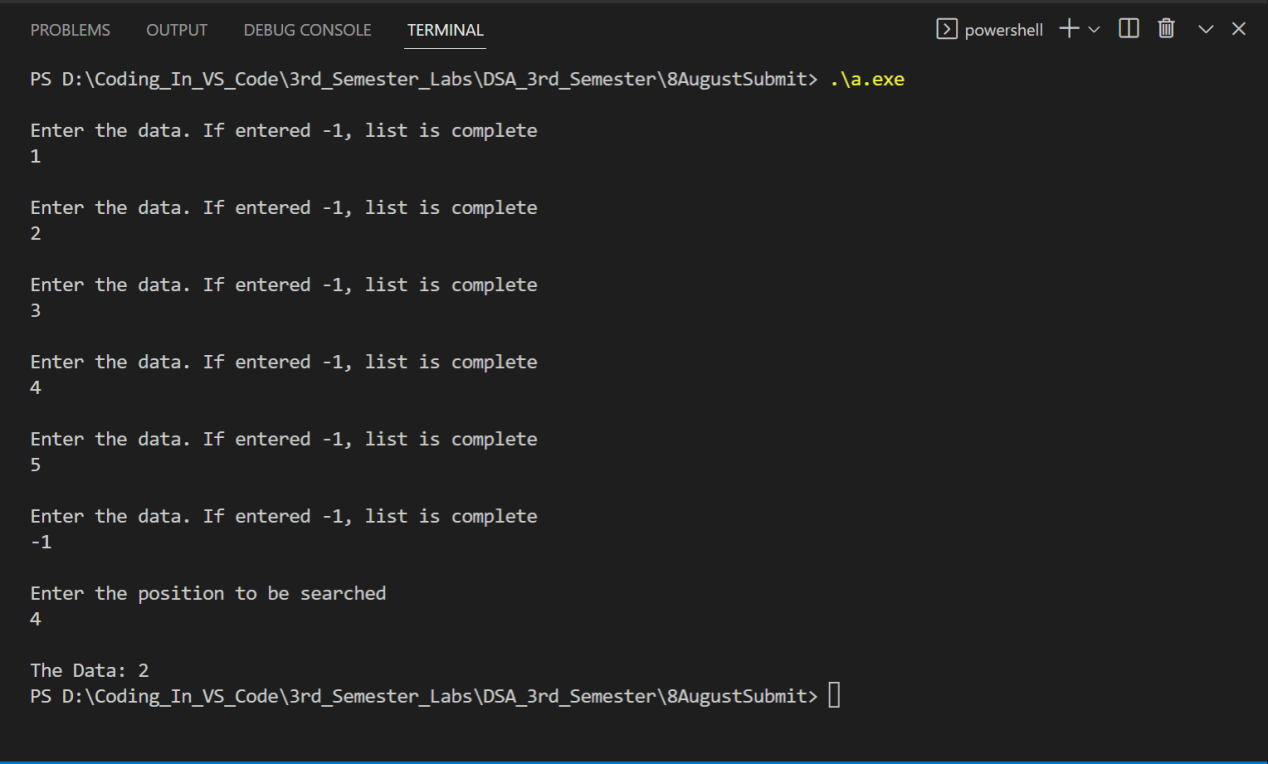 PROBLEMS OUTPUT DEBUG CONSOLE TERMINAL powershell
PS D:\Coding_In_VS_Code\3rd_Semester_Labs\DSA_3rd_Semester\8AugustSubmit> .\a.exe
Enter the data. If entered -1, list is complete
1
Enter the data. If entered -1, list is complete
2
Enter the data. If entered -1, list is complete
3
Enter the data. If entered -1, list is complete
4
Enter the data. If entered -1, list is complete
5
Enter the data. If entered -1, list is complete
-1
Enter the position to be searched
4
The Data: 2
PS D:\Coding_In_VS_Code\3rd_Semester_Labs\DSA_3rd_Semester\8AugustSubmit>